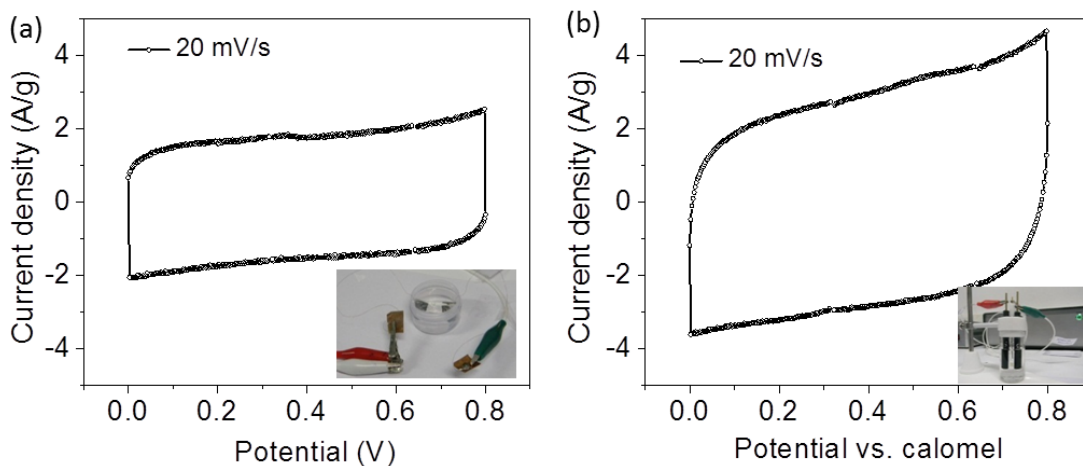 (a)
20 mV/s
Current density (A/g)
4
2
0
-2
-4
0.0 0.2 0.4 0.6 0.8
Potential (V)
(b)
20 mV/s
Current density (A/g)
4
2
0
-2
-4
0.0 0.2 0.4 0.6 0.8
Potential vs. calomel